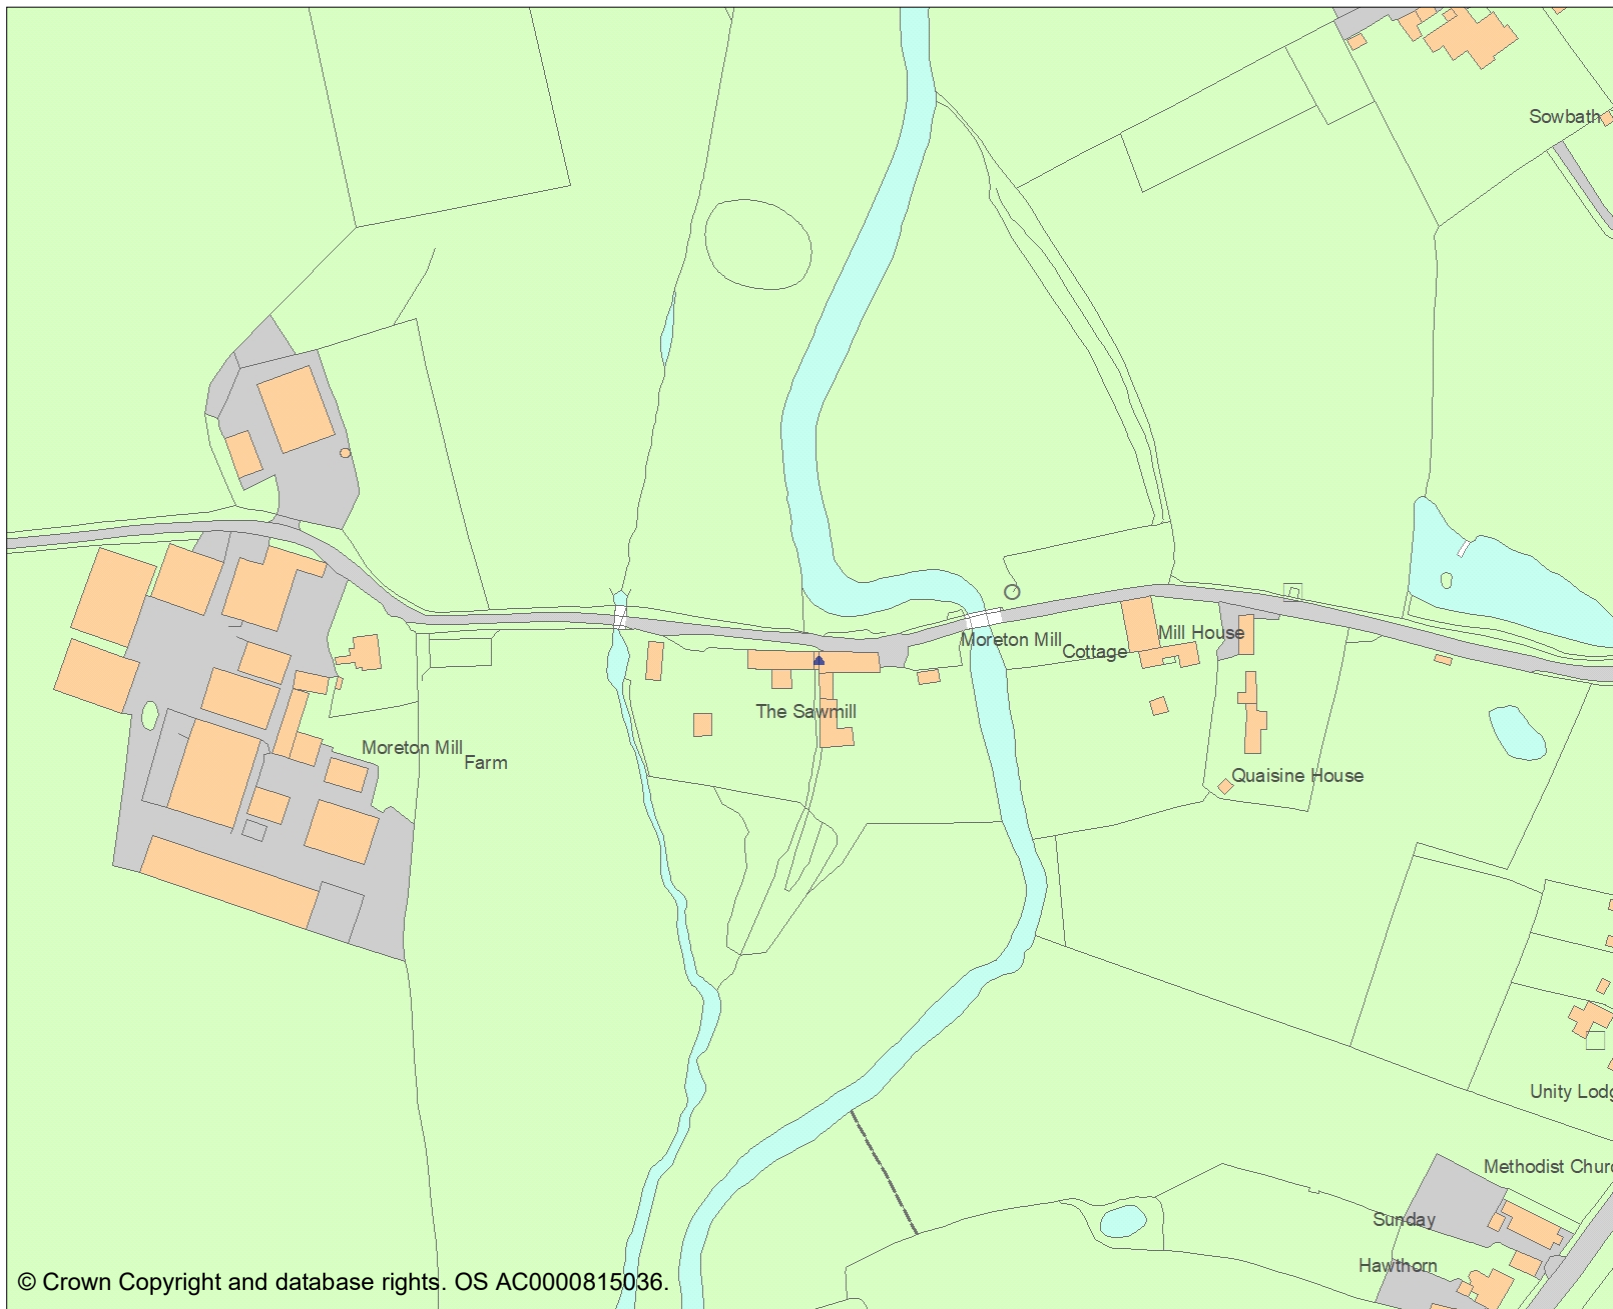 Sowbath
Moreton Mill
Cottage
Mill House
The Sawmill
Moreton Mill
Farm
Quaisine House
Unity Lodg
Methodist Churc
Sunday
Hawthorn
© Crown Copyright and database rights. OS AC0000815036.